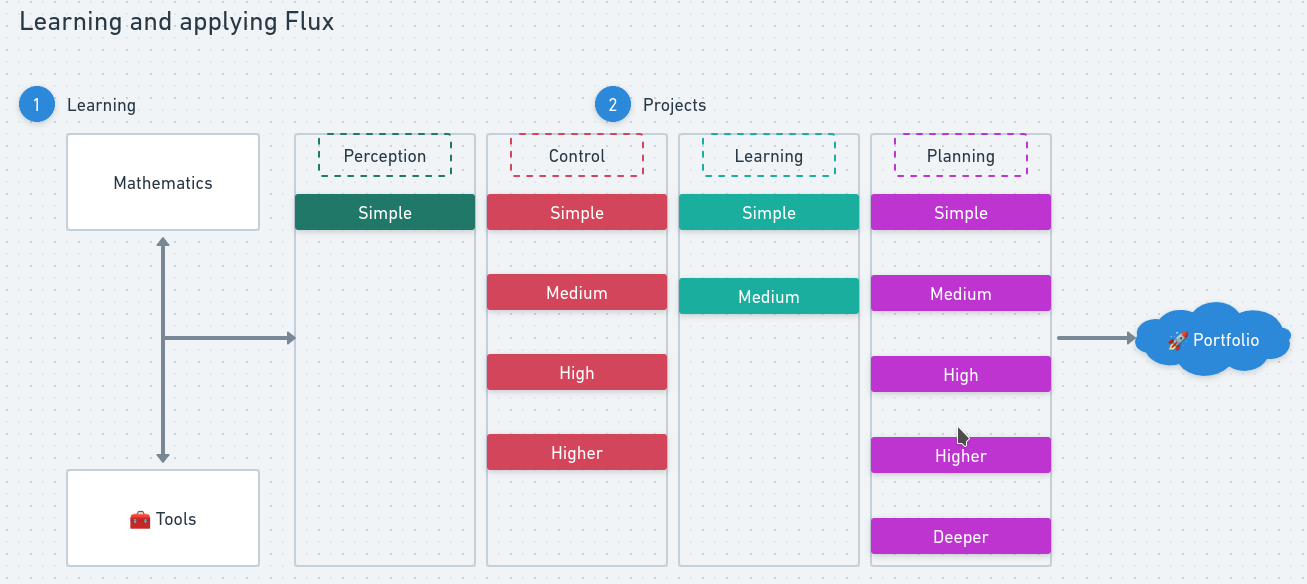 Learning and applying Flux
1 Learning
2 Projects
Mathematics
🧰 Tools
Perception
Simple
Control
Simple
Medium
High
Higher
Learning
Simple
Medium
Planning
Simple
Medium
High
Higher
Deeper
🚀 Portfolio